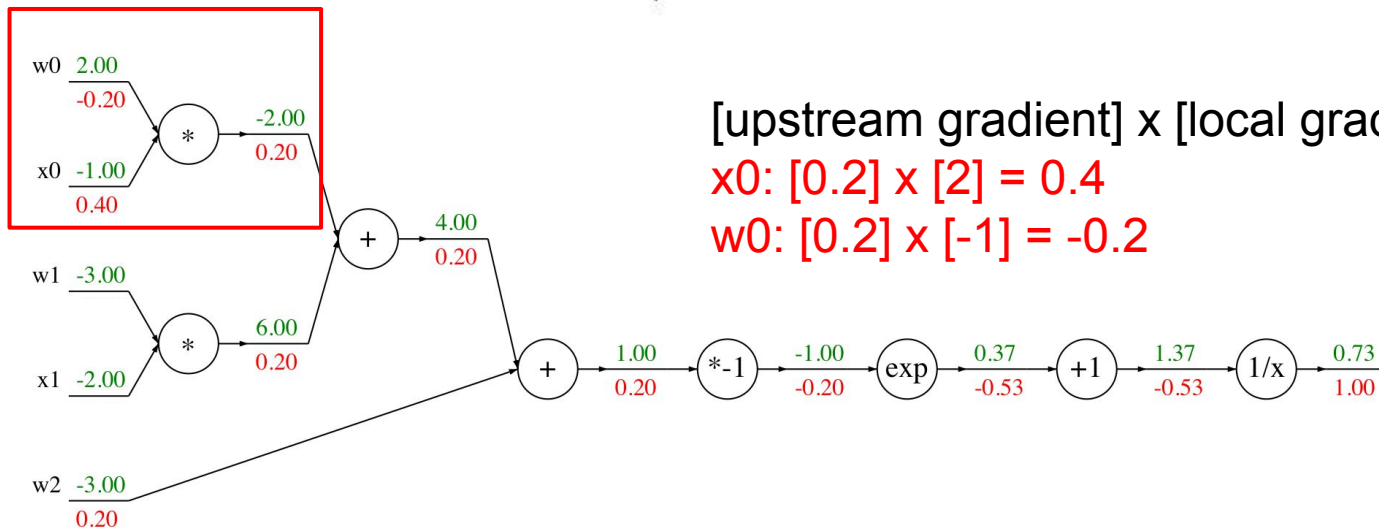 w0 2.00
-0.20
*
-2.00
0.20
x0 -1.00
0.40
[upstream gradient] x [local
x0: [0.2] x [2] = 0.4
w0: [0.2] x [-1] = -0.2
+
4.00
0.20
w1 -3.00
*
6.00
0.20
x1 -2.00
+
1.00
0.20
*-1
-1.00
-0.20
exp
0.37
-0.53
+1
1.37
-0.53
1/x
0.73
1.00
w2 -3.00
0.20